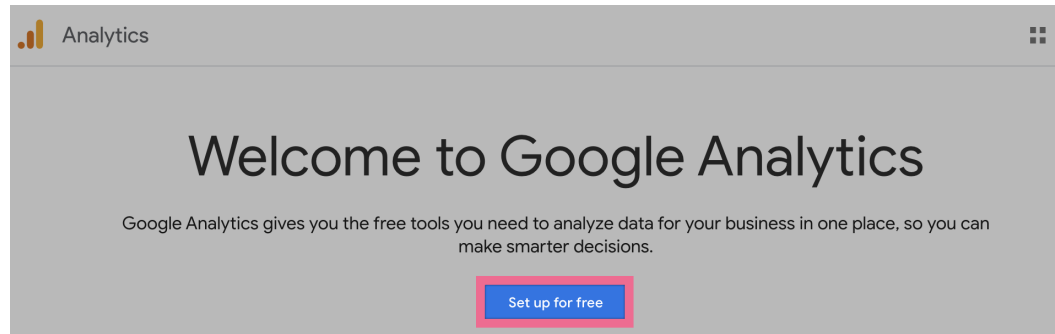 Analytics
Welcome to Google Analytics
Google Analytics gives you the free tools you need to analyze data for your business in one place, so you can
make smarter decisions.
Set up for free